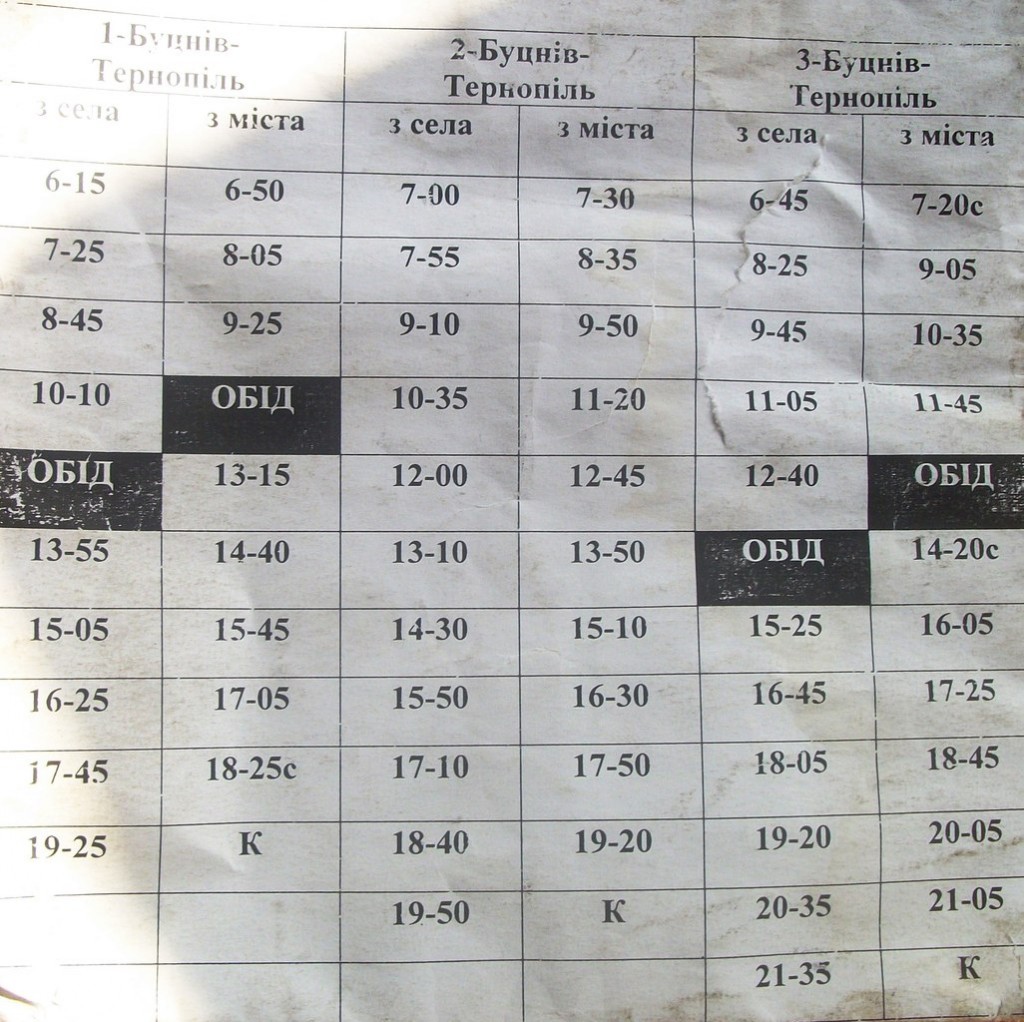 1-Буцнів-Тернопіль 2-Буцнів-Тернопіль 3-Буцнів-Тернопіль
з села з міста з села з міста з села з міста
6-15 6-50 7-00 7-30 6-45 7-20с
7-25 8-05 7-55 8-35 8-25 9-05
8-45 9-25 9-10 9-50 9-45 10-35
10-10 ОБІД 10-35 11-20 11-05 11-45
ОБІД 13-15 12-00 12-45 12-40 ОБІД
13-55 14-40 13-10 13-50 ОБІД 14-20с
15-05 15-45 14-30 15-10 15-25 16-05
16-25 17-05 15-50 16-30 16-45 17-25
17-45 18-25с 17-10 17-50 18-05 18-45
19-25 К 18-40 19-20 19-20 20-05
19-50 К 20-35 21-05
21-35 К